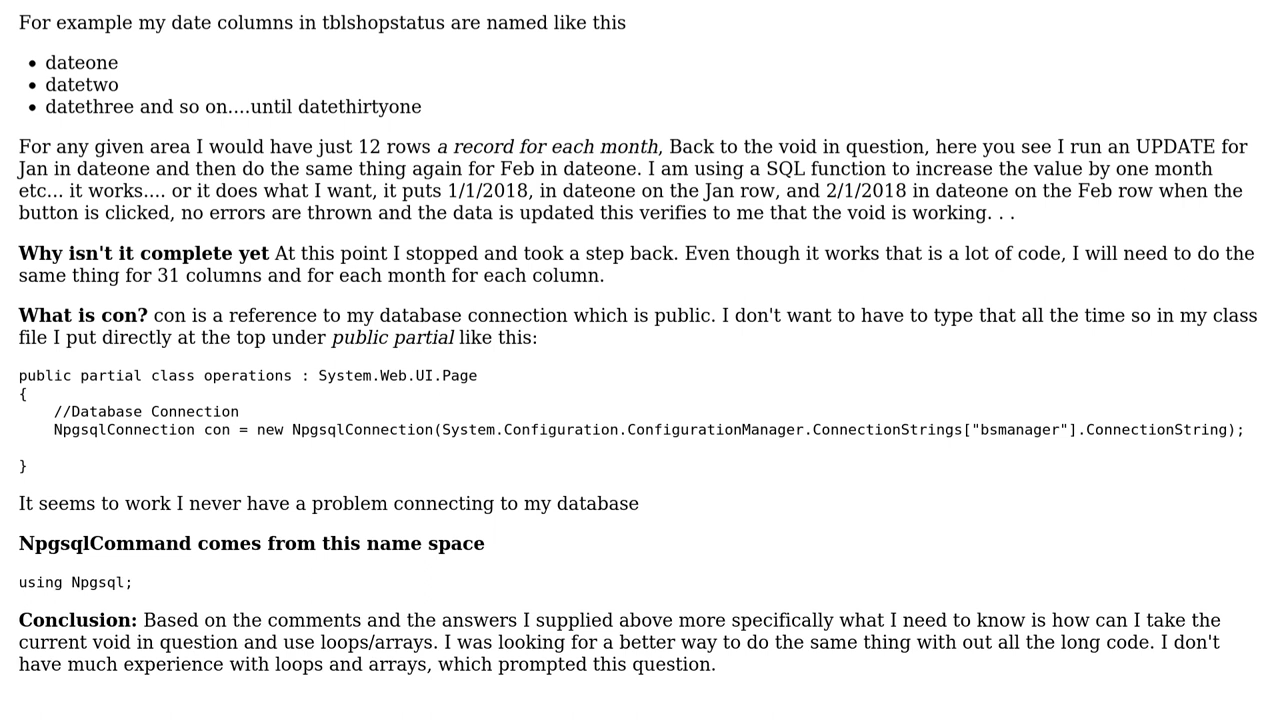 For example my date columns in tblshopstatus are named like this
• dateone
• datetwo
• datethree and so on....until datethirtyone
For any given area I would have just 12 rows a record for each month, Back to the void in question, here you see I run an UPDATE for
Jan in dateone and then do the same thing again for Feb in dateone. I am using a SQL function to increase the value by one month
etc... it works.... or it does what I want, it puts 1/1/2018, in dateone on the Jan row, and 2/1/2018 in dateone on the Feb row when the
button is clicked, no errors are thrown and the data is updated this verifies to me that the void is working. . .
Why isn't it complete yet At this point I stopped and took a step back. Even though it works that is a lot of code, I will need to do the
same thing for 31 columns and for each month for each column.
What is con? con is a reference to my database connection which is public. I don't want to have to type that all the time so in my class
file I put directly at the top under public partial like this:
public partial class operations : System.Web.UI.Page
{
    //Database Connection
    NpgsqlConnection con = new NpgsqlConnection(System.Configuration.ConfigurationManager.ConnectionStrings["bsmanager"].ConnectionString);
}
It seems to work I never have a problem connecting to my database
NpgsqlCommand comes from this name space
using Npgsql;
Conclusion: Based on the comments and the answers I supplied above more specifically what I need to know is how can I take the
current void in question and use loops/arrays. I was looking for a better way to do the same thing with out all the long code. I don't
have much experience with loops and arrays, which prompted this question.